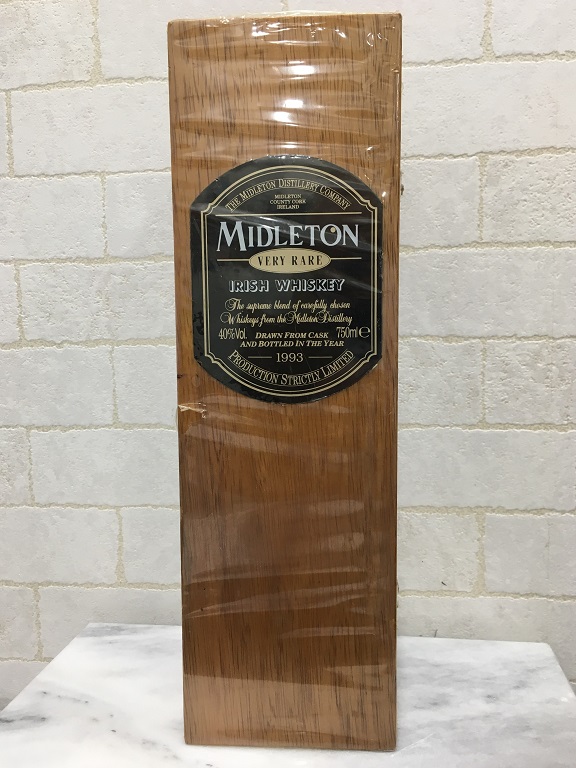 THE MIDLETON DISTILLERY COMPANY
MIDLETON
COUNTY CORK
IRELAND
MIDLETON
VERY RARE
IRISH WHISKEY
The supreme blend of carefully chosen
Whiskeys from the Midleton Distillery
40%Vol. DRAWN FROM CASK 750ml ℮
AND BOTTLED IN THE YEAR
1993
PRODUCTION STRICTLY LIMITED